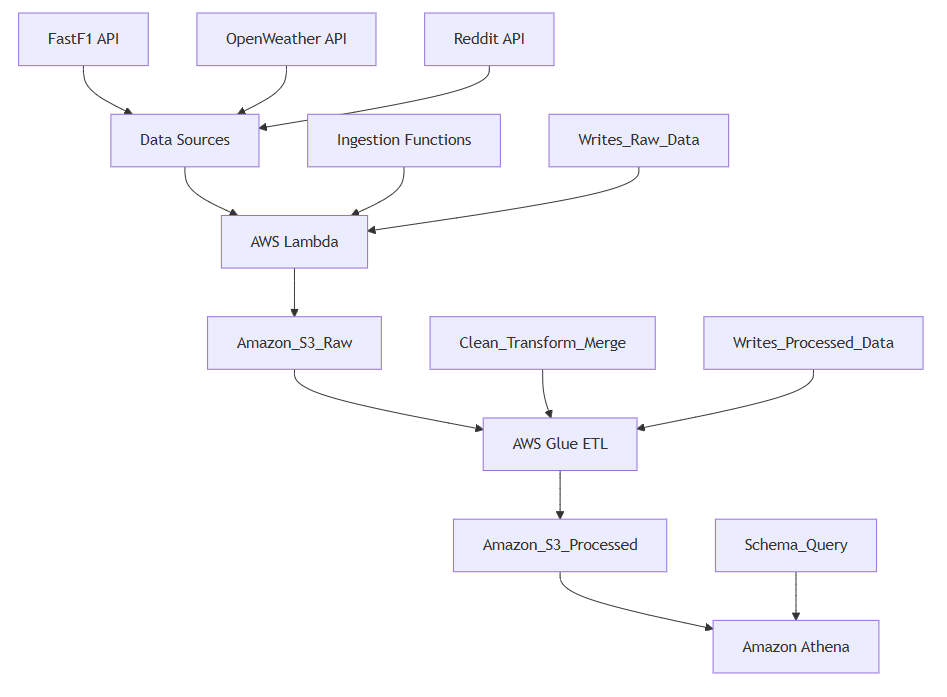 FastF1 API
OpenWeather API
Reddit API
Data Sources
Ingestion Functions
Writes_Raw_Data
AWS Lambda
Amazon_S3_Raw
Clean_Transform_Merge
Writes_Processed_Data
AWS Glue ETL
Amazon_S3_Processed
Schema_Query
Amazon Athena